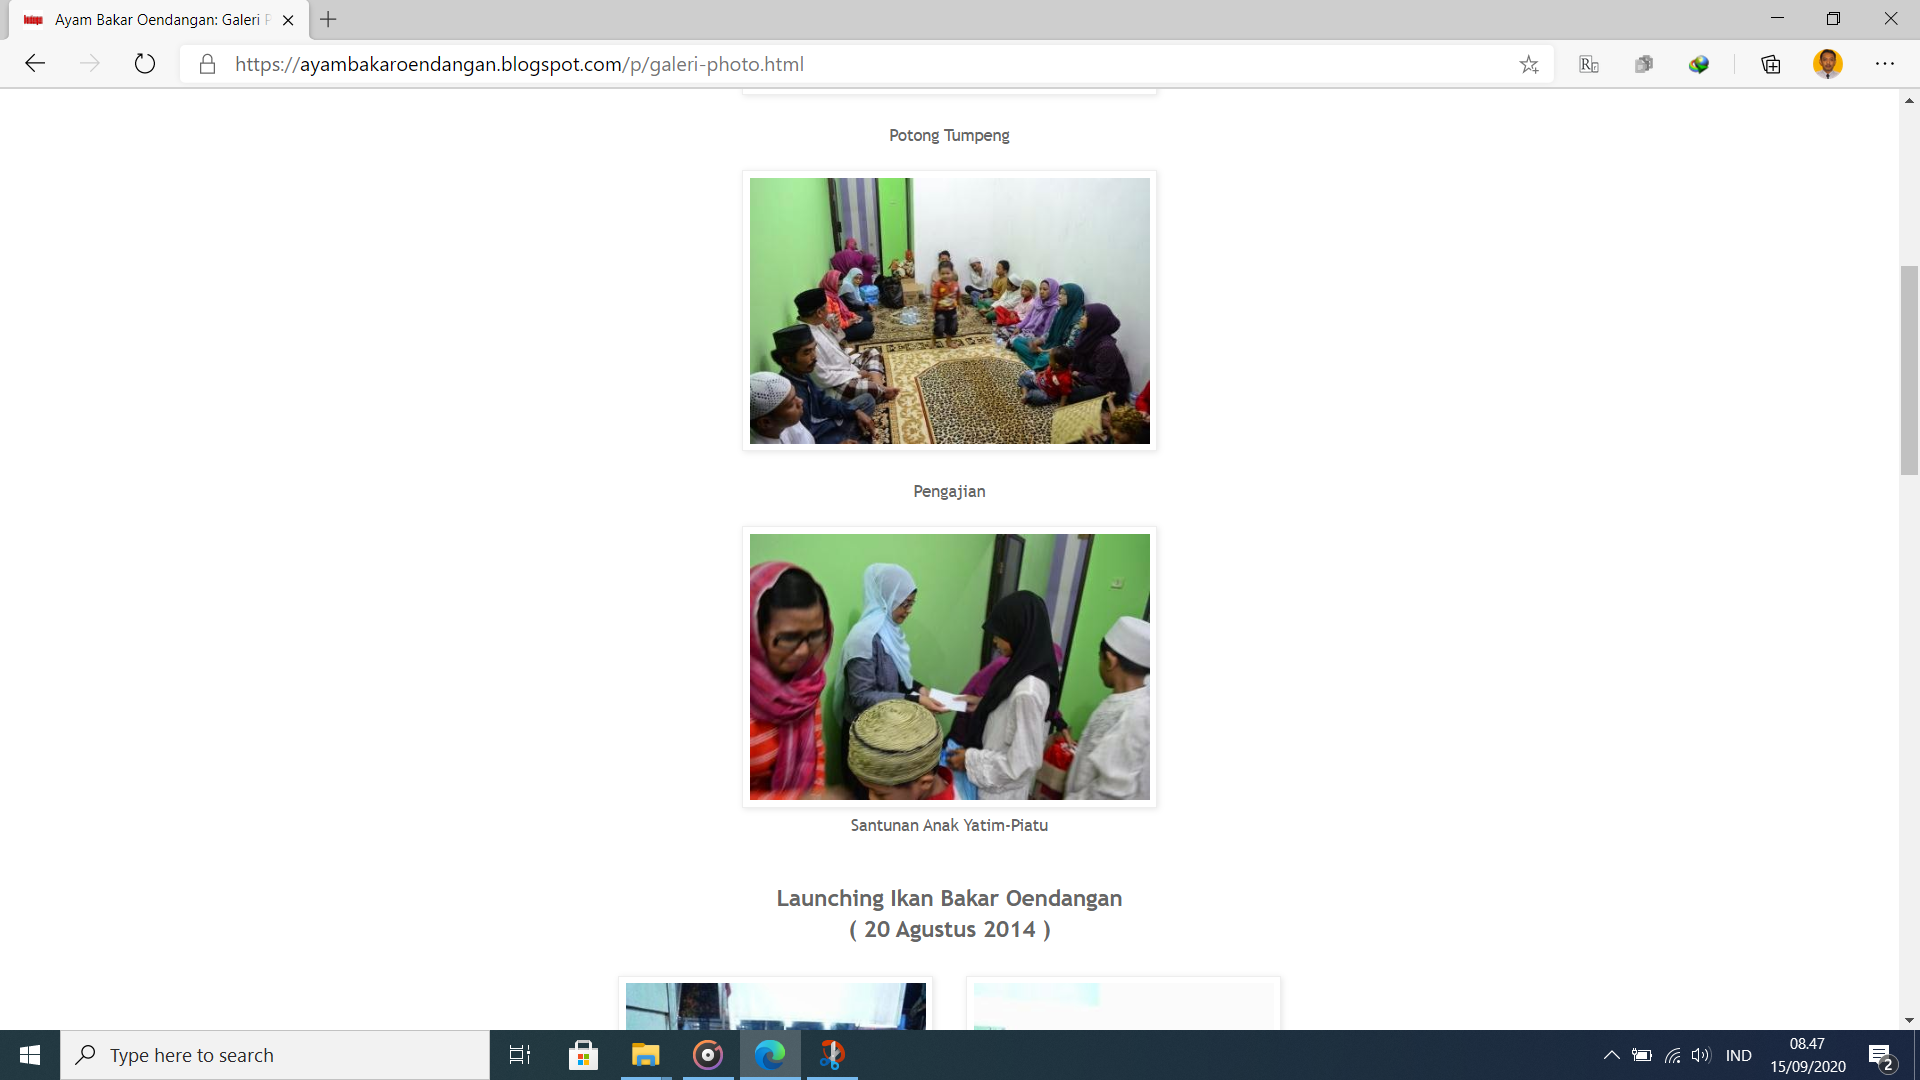 Ayam Bakar Oendangan: Galeri P
https://ayambakaroendangan.blogspot.com/p/galeri-photo.html
Potong Tumpeng
Pengajian
Santunan Anak Yatim-Piatu
Launching Ikan Bakar Oendangan
( 20 Agustus 2014 )
Type here to search
IND
08.47
15/09/2020
2